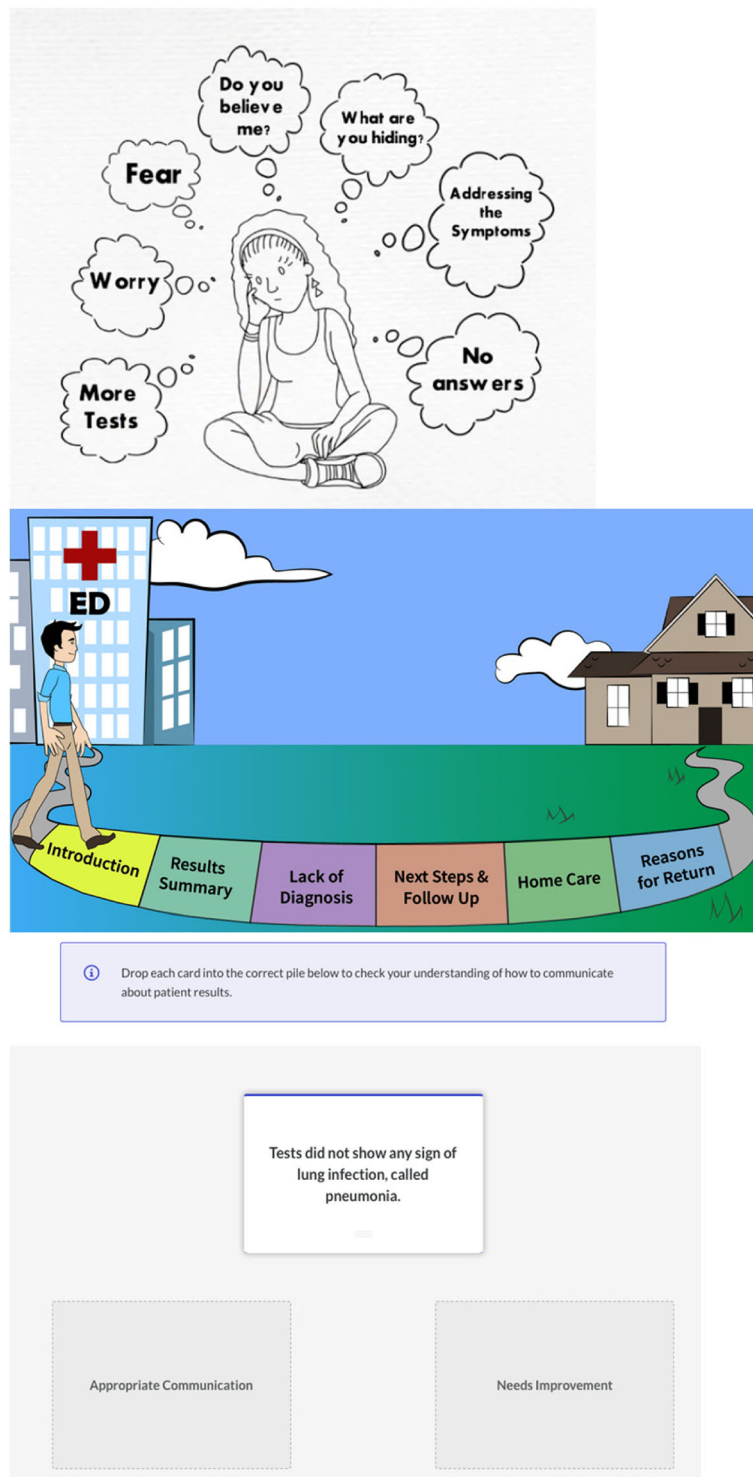 Do you
believe
me?
What are
you hiding?
Fear
Addressing
the
Symptoms
Worry
No
answers
More
Tests
ED
Introduction
Results
Summary
Lack of
Diagnosis
Next Steps &
Follow Up
Home Care
Reasons
for Return
Drop each card into the correct pile below to check your understanding of how to communicate
about patient results.
Tests did not show any sign of
lung infection, called
pneumonia.
Appropriate Communication
Needs Improvement